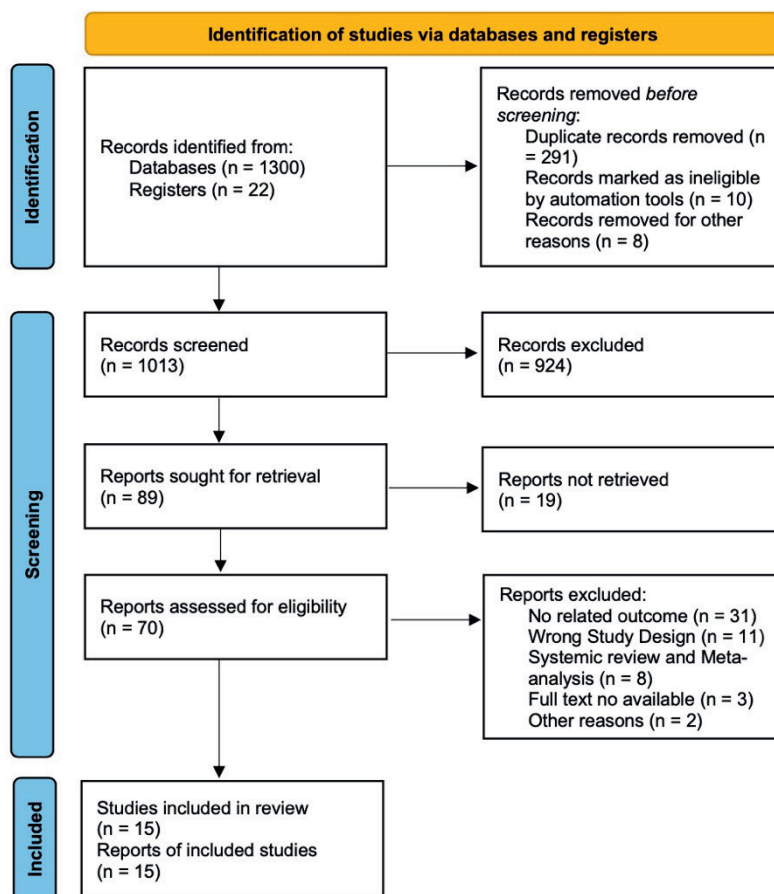 Identification of studies via databases and registers
Identification
Records identified from:
Databases (n = 1300)
Registers (n = 22)
Records removed before
screening:
Duplicate records removed (n
= 291)
Records marked as ineligible
by automation tools (n = 10)
Records removed for other
reasons (n = 8)
Screening
Records screened
(n = 1013)
Records excluded
(n = 924)
Reports sought for retrieval
(n = 89)
Reports not retrieved
(n = 19)
Reports assessed for eligibility
(n = 70)
Reports excluded:
No related outcome (n = 31)
Wrong Study Design (n = 11)
Systemic review and Meta-
analysis (n = 8)
Full text no available (n = 3)
Other reasons (n = 2)
Included
Studies included in review
(n = 15)
Reports of included studies
(n = 15)